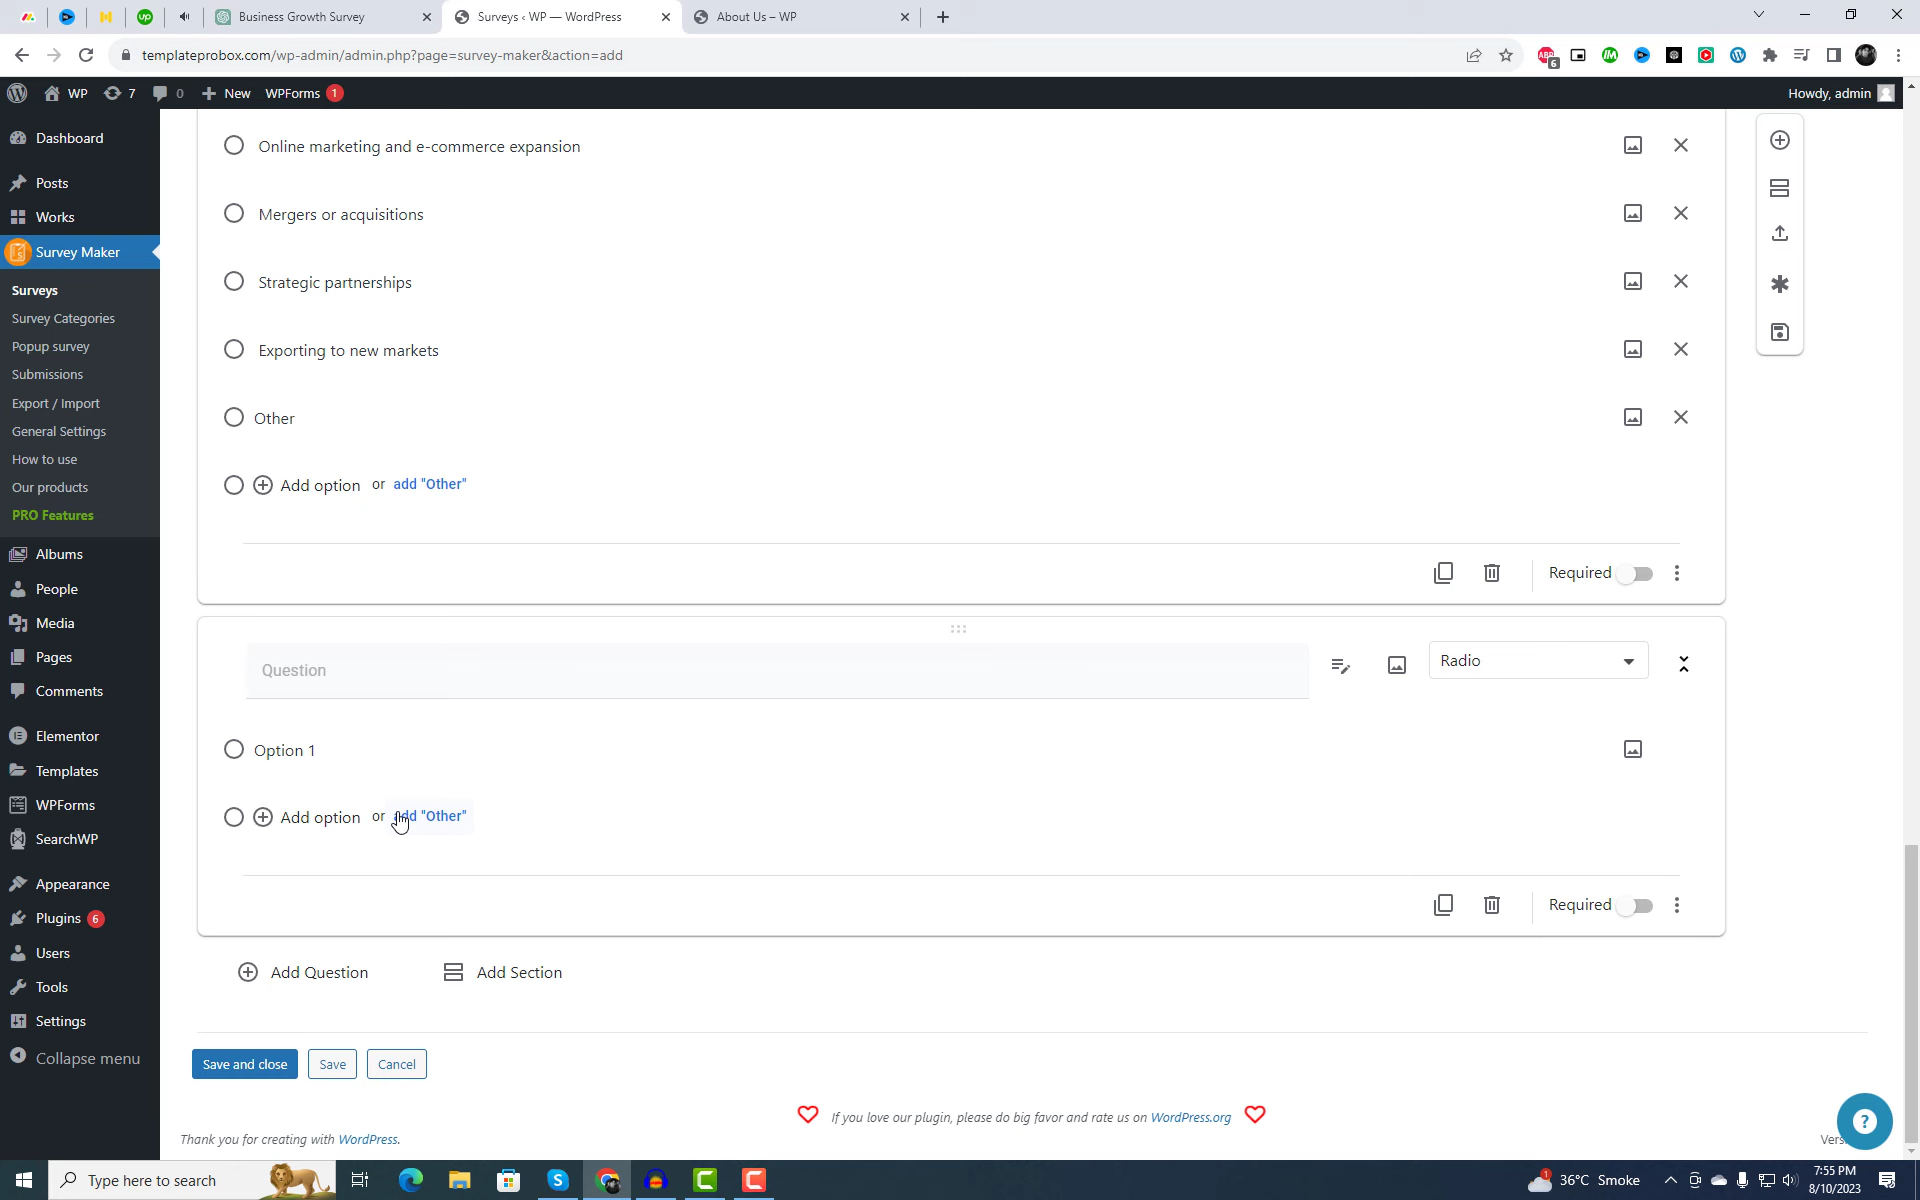 Business Growth Survey
Surveys ‹ WP — WordPress
About Us – WP
templateprobox.com/wp-admin/admin.php?page=survey-maker&action=add
ABP
6
WP
7
0
New
WPForms 1
Howdy, admin
Dashboard
Posts
Works
Survey Maker
Surveys
Survey Categories
Popup survey
Submissions
Export / Import
General Settings
How to use
Our products
PRO Features
Albums
People
Media
Pages
Comments
Elementor
Templates
WPForms
SearchWP
Appearance
Plugins 6
Users
Tools
Settings
Collapse menu
Online marketing and e-commerce expansion
Mergers or acquisitions
Strategic partnerships
Exporting to new markets
Other
Add option or add "Other"
Required
Question
Radio
Option 1
Add option or add "Other"
Required
Add Question
Add Section
Save and close
Save
Cancel
If you love our plugin, please do big favor and rate us on WordPress.org
Thank you for creating with WordPress.
?
Type here to search
1
36°C Smoke
7:55 PM
8/10/2023